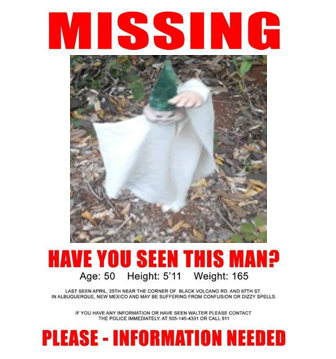 MISSING
HAVE YOU SEEN THIS MAN?
Age: 50 Height: 5'11 Weight: 165
LAST SEEN APRIL, 25TH NEAR THE CORNER OF BLACK VOLCANO RD AND 67TH ST.
IN ALBUQUERQUE, NEW MEXICO AND MAY BE SUFFERING FROM CONFUSION OR DIZZY SPELLS.
IF YOU HAVE ANY INFORMATION OR HAVE SEEN WALTER PLEASE CONTACT
THE POLICE IMMEDIATELY. AT 505-145-4331 OR CALL 911
PLEASE - INFORMATION NEEDED